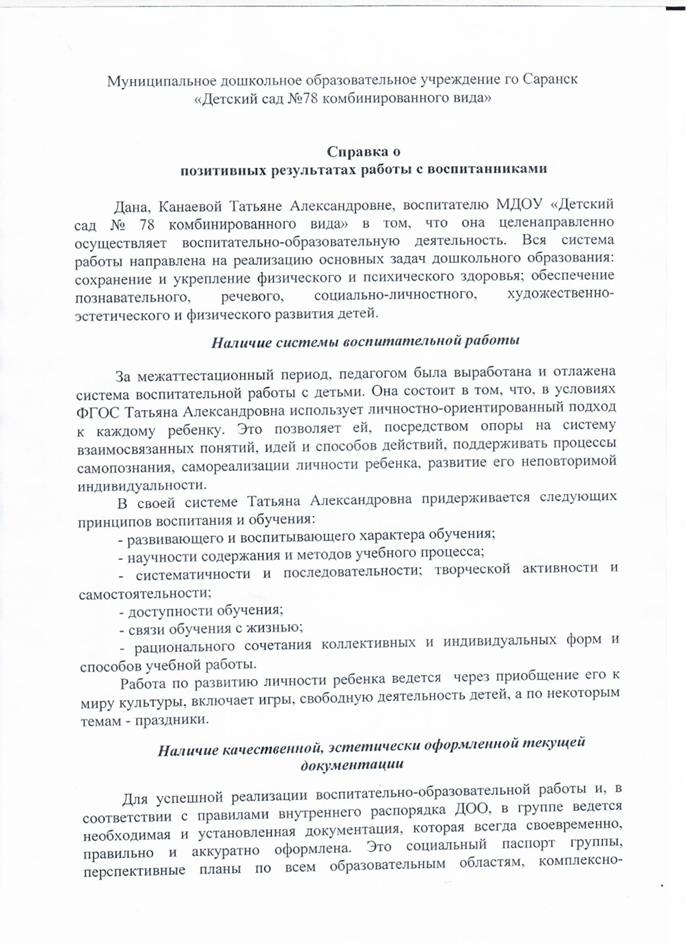 Муниципальное дошкольное образовательное учреждение го Саранск
«Детский сад №78 комбинированного вида»
Справка о
позитивных результатах работы с воспитанниками
Дана, Канаевой Татьяне Александровне, воспитателю МДОУ «Детский
сад № 78 комбинированного вида» в том, что она целенаправленно
осуществляет воспитательно-образовательную деятельность. Вся система
работы направлена на реализацию основных задач дошкольного образования:
сохранение и укрепление физического и психического здоровья; обеспечение
познавательного, речевого, социально-личностного, художественно-
эстетического и физического развития детей.
Наличие системы воспитательной работы
За межаттестационный период, педагогом была выработана и отлажена
система воспитательной работы с детьми. Она состоит в том, что, в условиях
ФГОС Татьяна Александровна использует личностно-ориентированный подход
к каждому ребенку. Это позволяет ей, посредством опоры на систему
взаимосвязанных понятий, идей и способов действий, поддерживать процессы
самопознания, самореализации личности ребенка, развитие его неповторимой
индивидуальности.
В своей системе Татьяна Александровна придерживается следующих
принципов воспитания и обучения:
- развивающего и воспитывающего характера обучения;
- научности содержания и методов учебного процесса;
- систематичности и последовательности; творческой активности и
самостоятельности;
- доступности обучения;
- связи обучения с жизнью;
- рационального сочетания коллективных и индивидуальных форм и
способов учебной работы.
Работа по развитию личности ребенка ведется через приобщение его к
миру культуры, включает игры, свободную деятельность детей, а по некоторым
темам - праздники.
Наличие качественной, эстетически оформленной текущей
документации
Для успешной реализации воспитательно-образовательной работы и, в
соответствии с правилами внутреннего распорядка ДОО, в группе ведется
необходимая и установленная документация, которая всегда своевременно,
правильно и аккуратно оформлена. Это социальный паспорт группы,
перспективные планы по всем образовательным областям, комплексно-